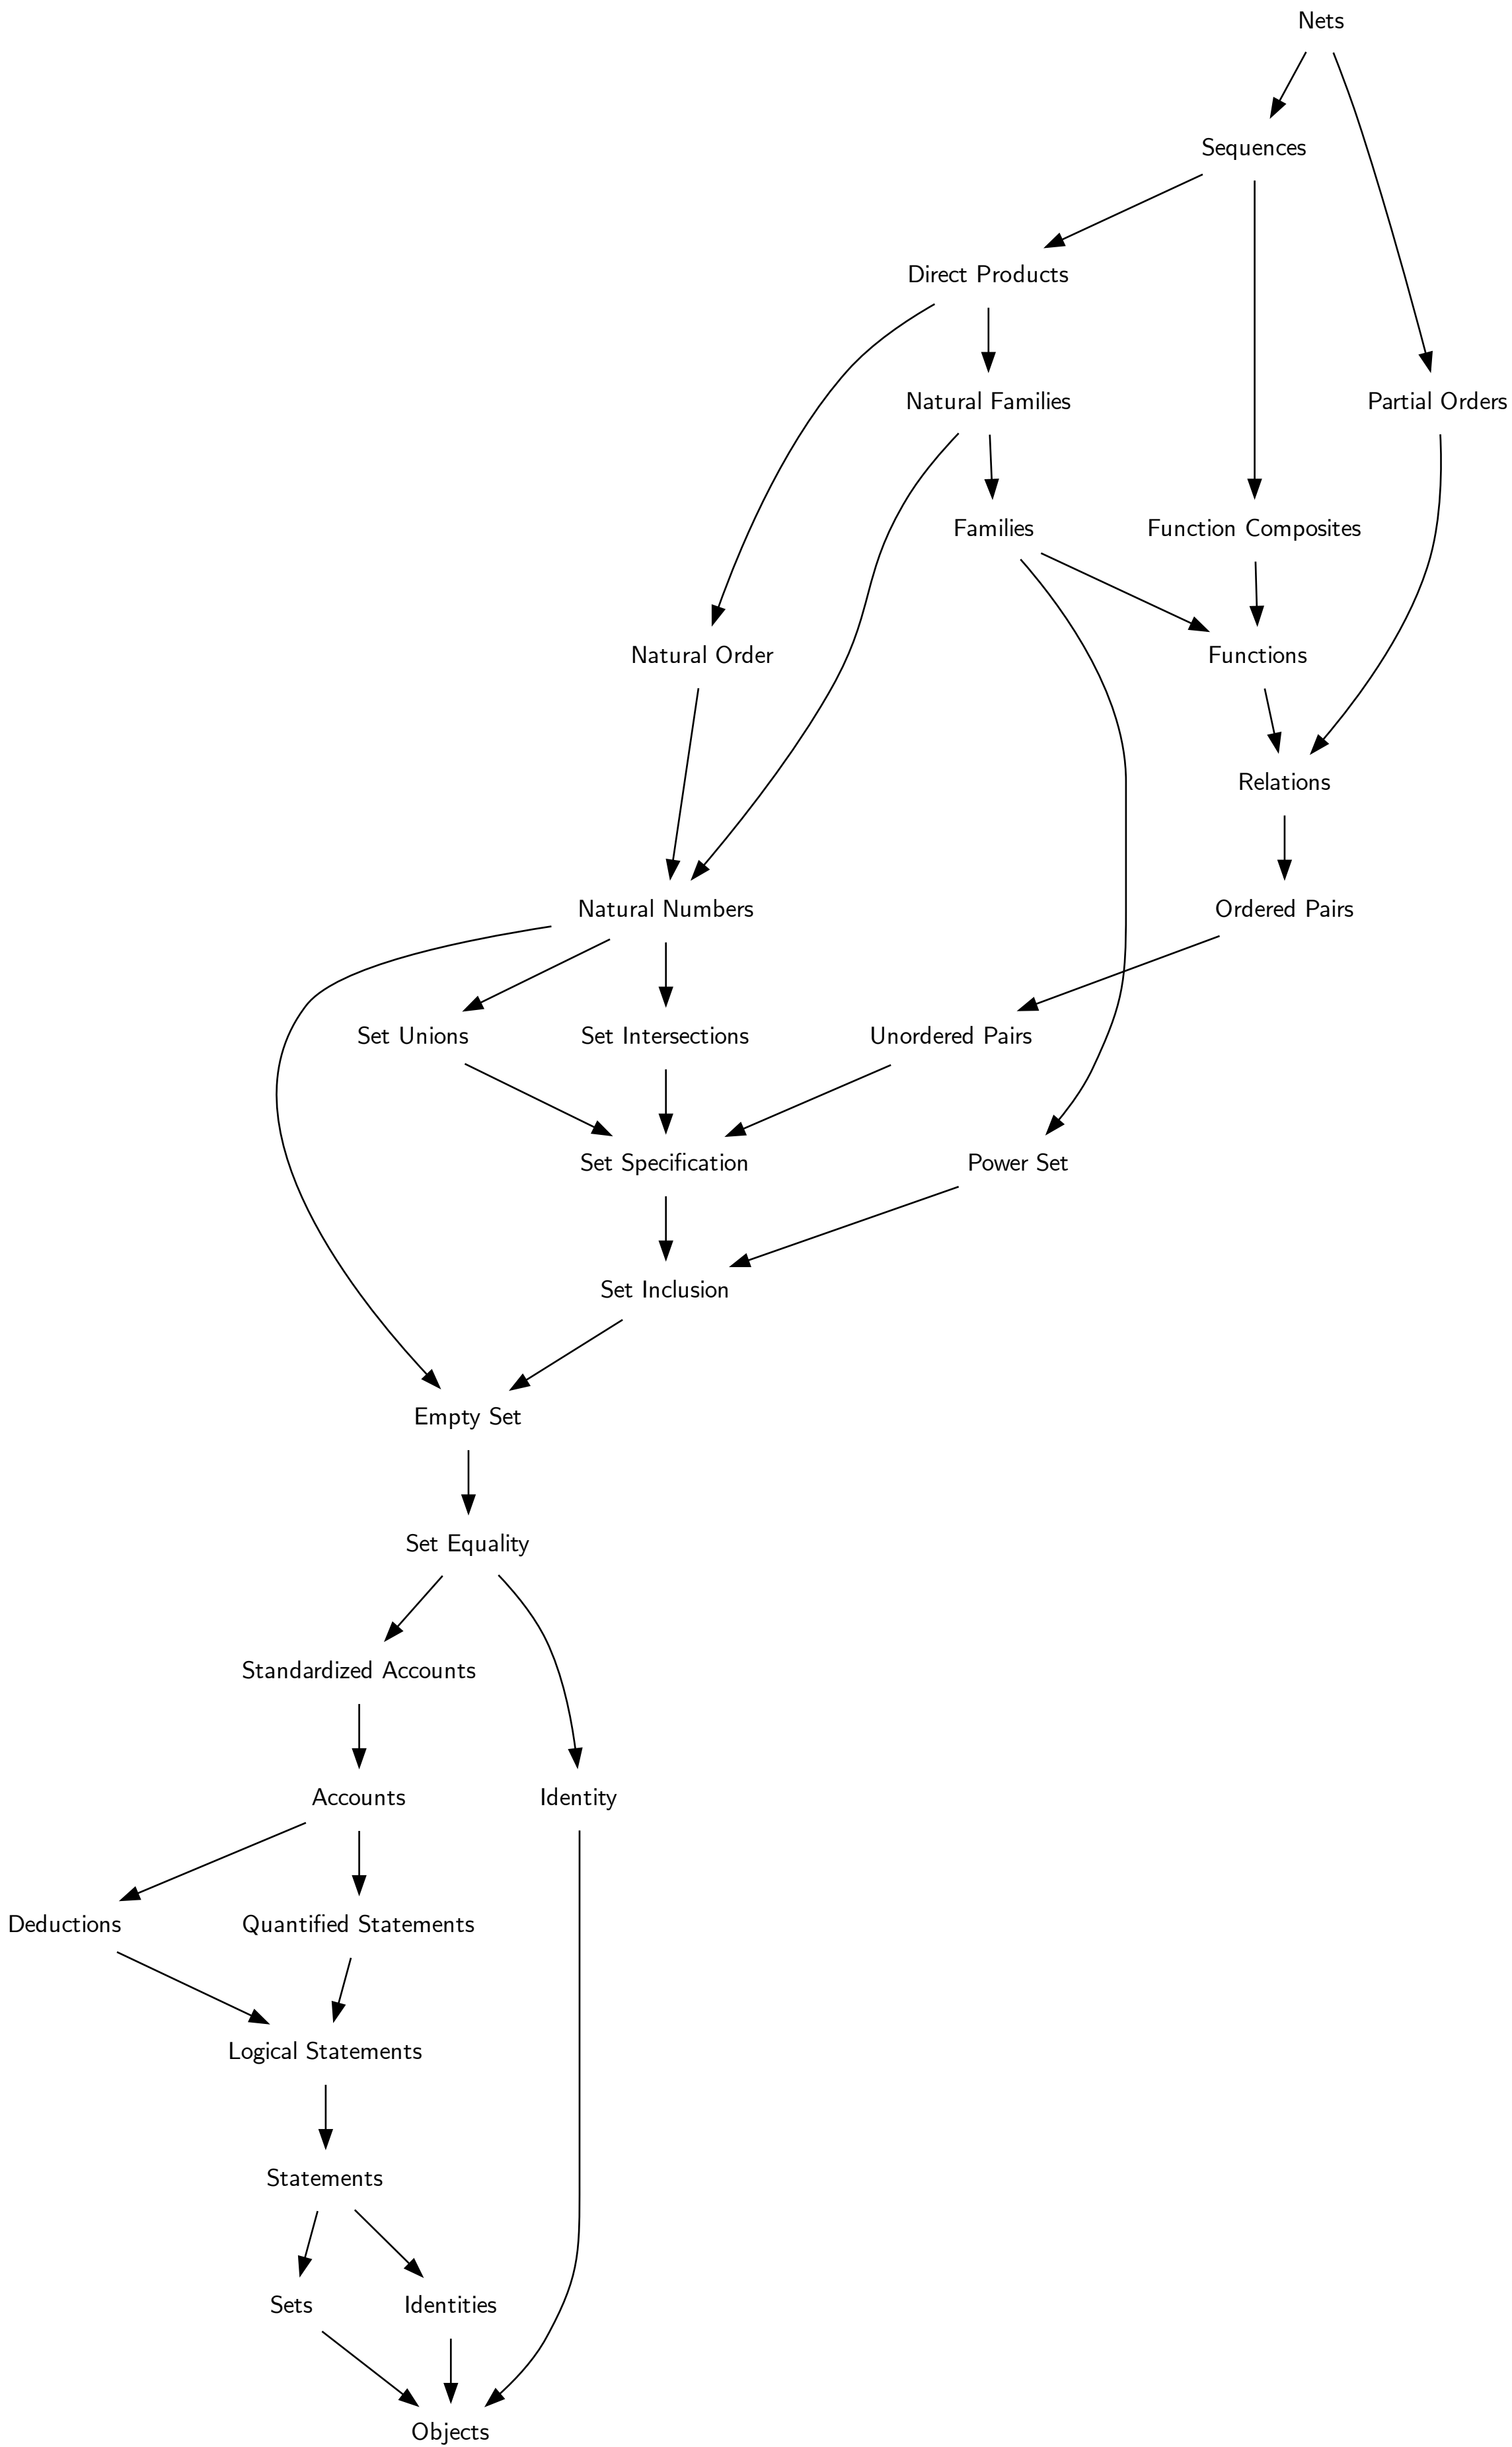 Nets
Sequences
Direct Products
Natural Families
Partial Orders
Families
Function Composites
Natural Order
Functions
Relations
Natural Numbers
Ordered Pairs
Set Unions
Set Intersections
Unordered Pairs
Set Specification
Power Set
Set Inclusion
Empty Set
Set Equality
Standardized Accounts
Accounts
Identity
Deductions
Quantified Statements
Logical Statements
Statements
Sets
Identities
Objects